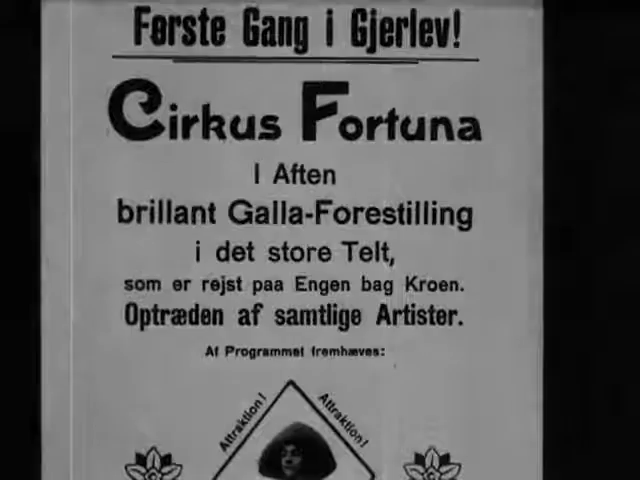 Første Gang i Gjerlev!
Cirkus Fortuna
I Aften
brillant Galla-Forestilling
i det store Telt,
som er rejst paa Engen bag Kroen.
Optræden af samtlige Artister.
Af Programmet fremhæves:
Attraktion!
Attraktion!